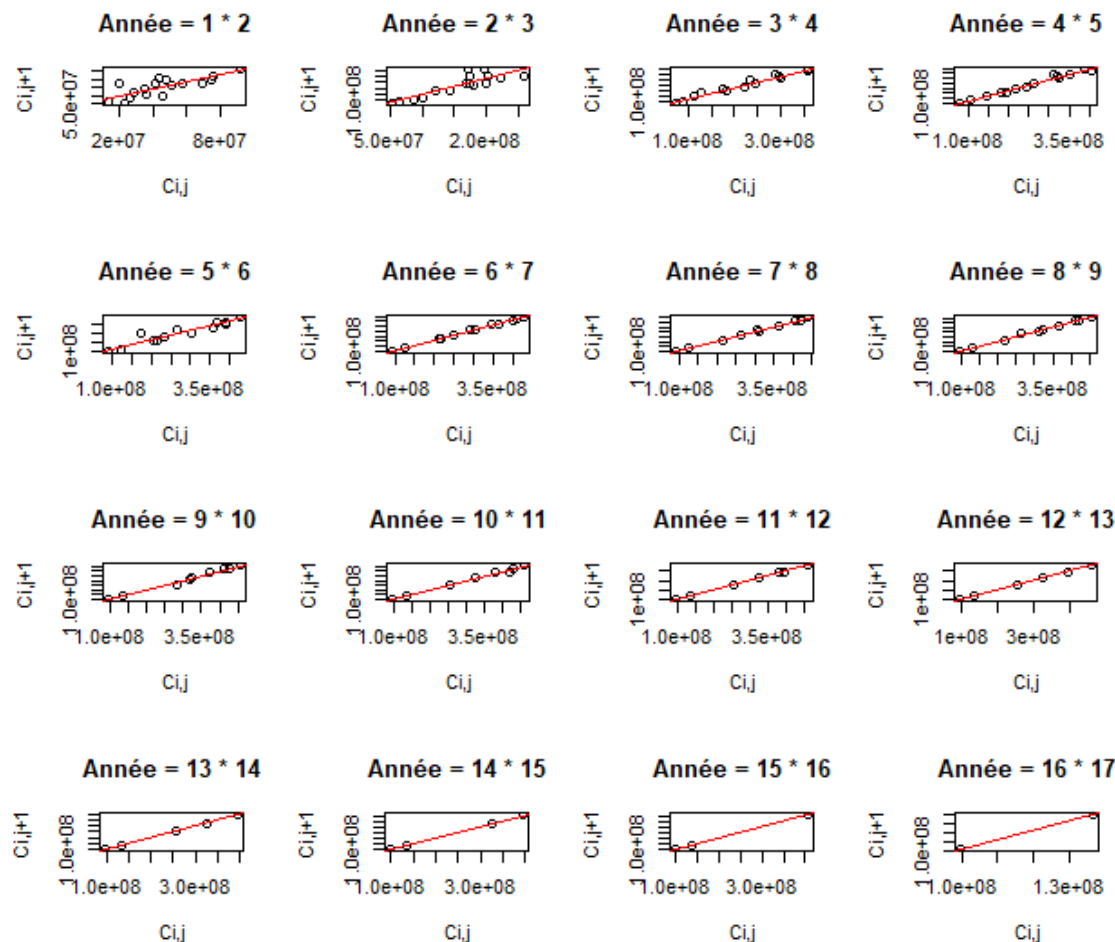 Année = 1 * 2
Ci,j+1
5.0e+07
2e+07 8e+07
Ci,j
Année = 2 * 3
Ci,j+1
1.0e+08
5.0e+07 2.0e+08
Ci,j
Année = 3 * 4
Ci,j+1
1.0e+08
1.0e+08 3.0e+08
Ci,j
Année = 4 * 5
Ci,j+1
1.0e+08
3.5e+08
Ci,j
Année = 5 * 6
Ci,j+1
1e+08
1.0e+08 3.5e+08
Ci,j
Année = 6 * 7
Ci,j+1
1.0e+08
1.0e+08 3.5e+08
Ci,j
Année = 7 * 8
Ci,j+1
1.0e+08
1.0e+08 3.5e+08
Ci,j
Année = 8 * 9
Ci,j+1
1.0e+08
3.5e+08
Ci,j
Année = 9 * 10
Ci,j+1
1.0e+08
1.0e+08 3.5e+08
Ci,j
Année = 10 * 11
Ci,j+1
1.0e+08
1.0e+08 3.5e+08
Ci,j
Année = 11 * 12
Ci,j+1
1e+08
1.0e+08 3.5e+08
Ci,j
Année = 12 * 13
Ci,j+1
1e+08
1e+08 3e+08
Ci,j
Année = 13 * 14
Ci,j+1
1.0e+08
1.0e+08 3.0e+08
Ci,j
Année = 14 * 15
Ci,j+1
1.0e+08
1.0e+08 3.0e+08
Ci,j
Année = 15 * 16
Ci,j+1
1.0e+08
1.0e+08 3.0e+08
Ci,j
Année = 16 * 17
Ci,j+1
1.0e+08
1.0e+08 1.3e+08
Ci,j